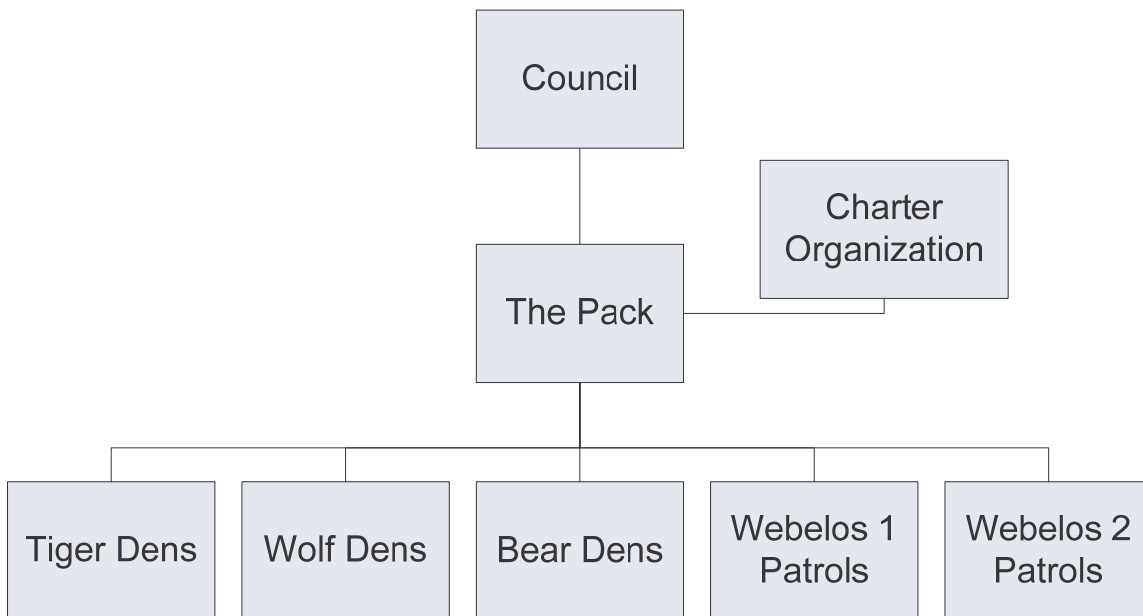 Council
Charter
Organization
The Pack
Tiger Dens
Wolf Dens
Bear Dens
Webelos 1
Patrols
Webelos 2
Patrols